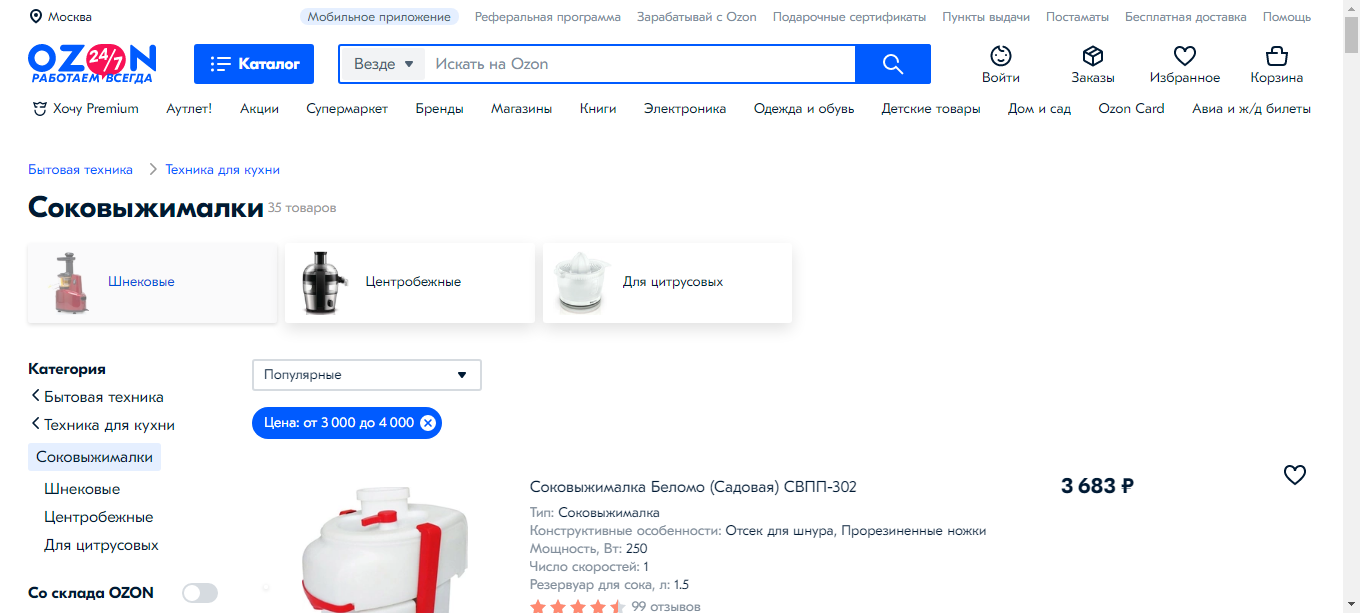 Москва
Мобильное приложение Реферальная программа Зарабатывай с Ozon Подарочные сертификаты Пункты выдачи Постаматы Бесплатная доставка Помощь
OZON 24/7
РАБОТАЕМ ВСЕГДА
Каталог
Везде Искать на Ozon
Войти Заказы Избранное Корзина
Хочу Premium Аутлет! Акции Супермаркет Бренды Магазины Книги Электроника Одежда и обувь Детские товары Дом и сад Ozon Card Авиа и ж/д билеты
Бытовая техника Техника для кухни
Соковыжималки 35 товаров
Шнековые Центробежные Для цитрусовых
Категория
Бытовая техника
Техника для кухни
Соковыжималки
Шнековые
Центробежные
Для цитрусовых
Со склада OZON
Популярные
Цена: от 3 000 до 4 000
Соковыжималка Беломо (Садовая) СВПП-302
Тип: Соковыжималка
Конструктивные особенности: Отсек для шнура, Прорезиненные ножки
Мощность, Вт: 250
Число скоростей: 1
Резервуар для сока, л: 1.5
99 отзывов
3 683 ₽